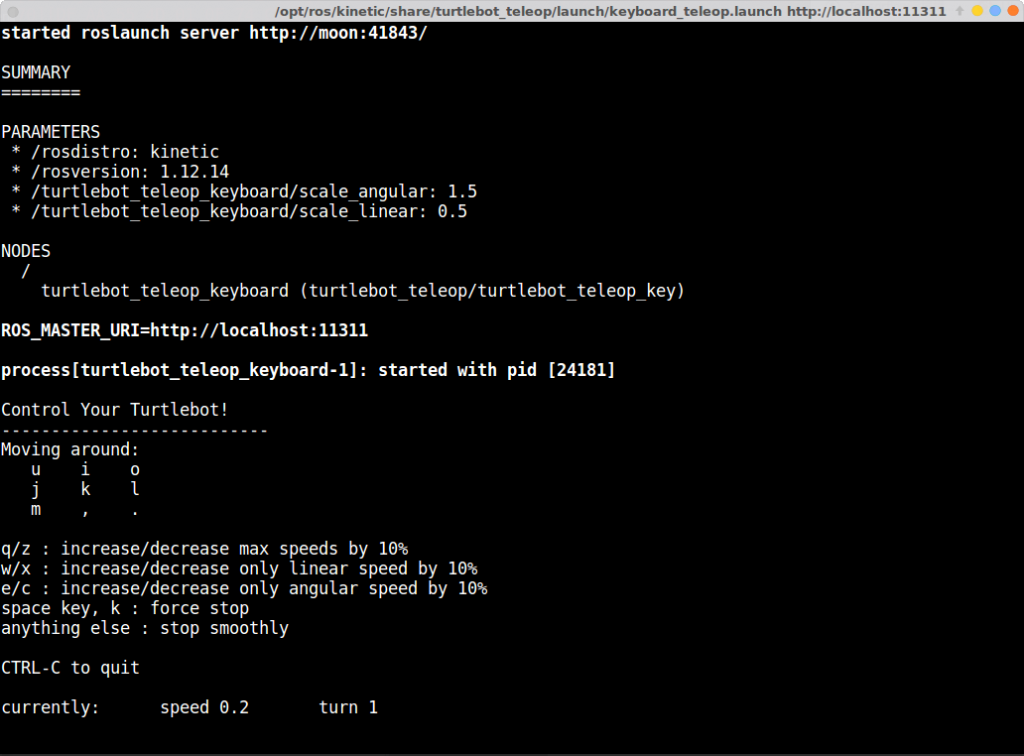 /opt/ros/kinetic/share/turtlebot_teleop/launch/keyboard_teleop.launch http://localhost:11311
started roslaunch server http://moon:41843/
SUMMARY
========
PARAMETERS
 * /rosdistro: kinetic
 * /rosversion: 1.12.14
 * /turtlebot_teleop_keyboard/scale_angular: 1.5
 * /turtlebot_teleop_keyboard/scale_linear: 0.5
NODES
  /
    turtlebot_teleop_keyboard (turtlebot_teleop/turtlebot_teleop_key)
ROS_MASTER_URI=http://localhost:11311
process[turtlebot_teleop_keyboard-1]: started with pid [24181]
Control Your Turtlebot!
---------------------------
Moving around:
   u    i    o
   j    k    l
   m    ,    .
q/z : increase/decrease max speeds by 10%
w/x : increase/decrease only linear speed by 10%
e/c : increase/decrease only angular speed by 10%
space key, k : force stop
anything else : stop smoothly
CTRL-C to quit
currently:      speed 0.2       turn 1